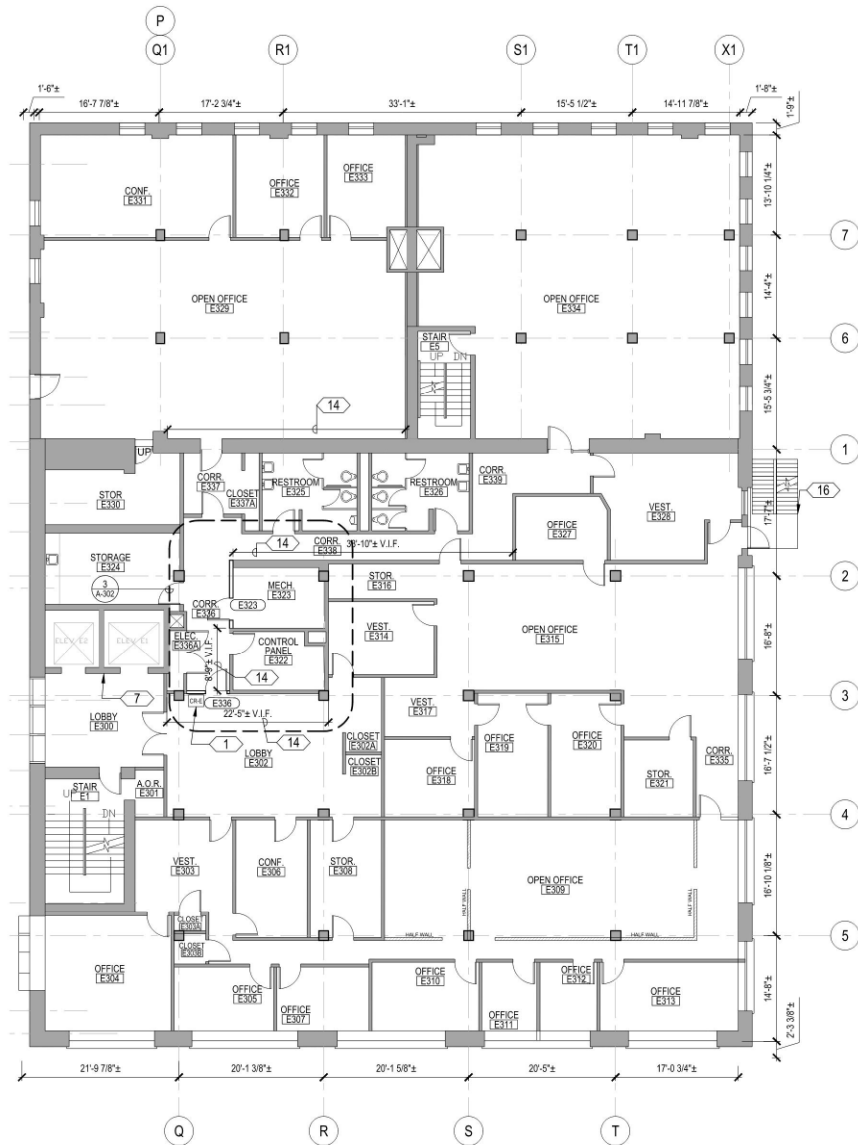 P
Q1
R1
S1
T1
X1
1'-6"±
16'-7 7/8"±
17'-2 3/4"±
33'-1"±
15'-5 1/2"±
14'-11 7/8"±
1'-8"±
1'-9"±
CONF.
E331
OFFICE
E332
OFFICE
E333
13'-10 1/4"±
7
OPEN OFFICE
E329
OPEN OFFICE
E334
14'-4"±
STAIR
E5
UP DN
6
14
15'-5 3/4"±
UP
1
CORR.
E337
CLOSET
E337A
RESTROOM
E325
RESTROOM
E326
CORR.
E339
STOR.
E330
VEST.
E328
OFFICE
E327
17'-7"±
16
14
CORR.
E338
38'-10"± V.I.F.
STORAGE
E324
3
A-302
2
MECH.
E323
E323
STOR.
E316
CORR.
E336
VEST.
E314
OPEN OFFICE
E315
16'-8"±
ELEV. E2
ELEV. E1
ELEC.
E336A
8'-9"± V.I.F.
CONTROL
PANEL
E322
14
7
CR-E
E336
22'-5"± V.I.F.
3
LOBBY
E300
VEST.
E317
1
14
LOBBY
E302
CLOSET
E302A
CLOSET
E302B
OFFICE
E319
OFFICE
E320
OFFICE
E318
STOR.
E321
CORR.
E335
16'-7 1/2"±
STAIR
E1
UP
DN
A.O.R.
E301
4
VEST.
E303
CONF.
E306
STOR.
E308
OPEN OFFICE
E309
HALF WALL
HALF WALL
16'-10 1/8"±
CLOSET
E303A
HALF WALL
HALF WALL
5
CLOSET
E303B
OFFICE
E304
OFFICE
E305
OFFICE
E307
OFFICE
E310
OFFICE
E311
OFFICE
E312
OFFICE
E313
14'-8"±
2'-3 3/8"±
21'-9 7/8"±
20'-1 3/8"±
20'-1 5/8"±
20'-5"±
17'-0 3/4"±
Q
R
S
T